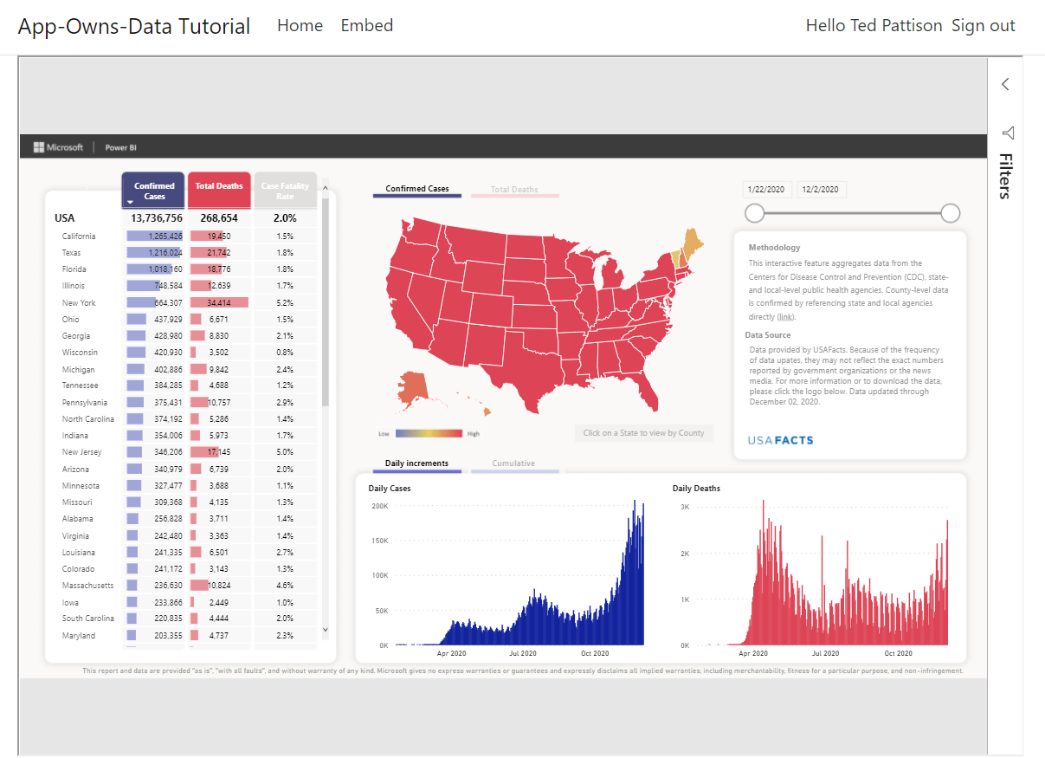 App-Owns-Data Tutorial Home Embed Hello Ted Pattison Sign out
Microsoft | Power BI
Filters
Confirmed Cases Total Deaths Case Fatality Rate
USA 13,736,756 268,654 2.0%
California 1,265,426 19,450 1.5%
Texas 1,216,024 21,742 1.8%
Florida 1,018,160 18,776 1.8%
Illinois 748,584 12,639 1.7%
New York 664,307 34,414 5.2%
Ohio 437,929 6,671 1.5%
Georgia 428,980 8,830 2.1%
Wisconsin 420,930 3,502 0.8%
Michigan 402,886 9,842 2.4%
Tennessee 384,285 4,688 1.2%
Pennsylvania 375,431 10,757 2.9%
North Carolina 374,192 5,286 1.4%
Indiana 354,006 5,973 1.7%
New Jersey 346,206 17,145 5.0%
Arizona 340,979 6,739 2.0%
Minnesota 327,477 3,688 1.1%
Missouri 309,368 4,135 1.3%
Alabama 256,828 3,711 1.4%
Virginia 242,480 3,363 1.4%
Louisiana 241,335 6,501 2.7%
Colorado 241,172 3,143 1.3%
Massachusetts 236,630 10,824 4.6%
Iowa 233,866 2,449 1.0%
South Carolina 220,835 4,444 2.0%
Maryland 203,355 4,737 2.3%
Confirmed Cases Total Deaths
Low High
Click on a State to view by County
1/22/2020 12/2/2020
Methodology
This interactive feature aggregates data from the
Centers for Disease Control and Prevention (CDC), state-
and local-level public health agencies. County-level data
is confirmed by referencing state and local agencies
directly (link).
Data Source
Data provided by USAFacts. Because of the frequency
of data upates, they may not reflect the exact numbers
reported by government organizations or the news
media. For more information or to download the data,
please click the logo below. Data updated through
December 02, 2020.
USAFACTS
Daily increments Cumulative
Daily Cases
200K
150K
100K
50K
0K
Apr 2020 Jul 2020 Oct 2020
Daily Deaths
3K
2K
1K
0K
Apr 2020 Jul 2020 Oct 2020
This report and data are provided "as is", "with all faults", and without warranty of any kind. Microsoft gives no express warranties or guarantees and expressly disclaims all implied warranties, including merchantability, fitness for a particular purpose, and non-infringement.